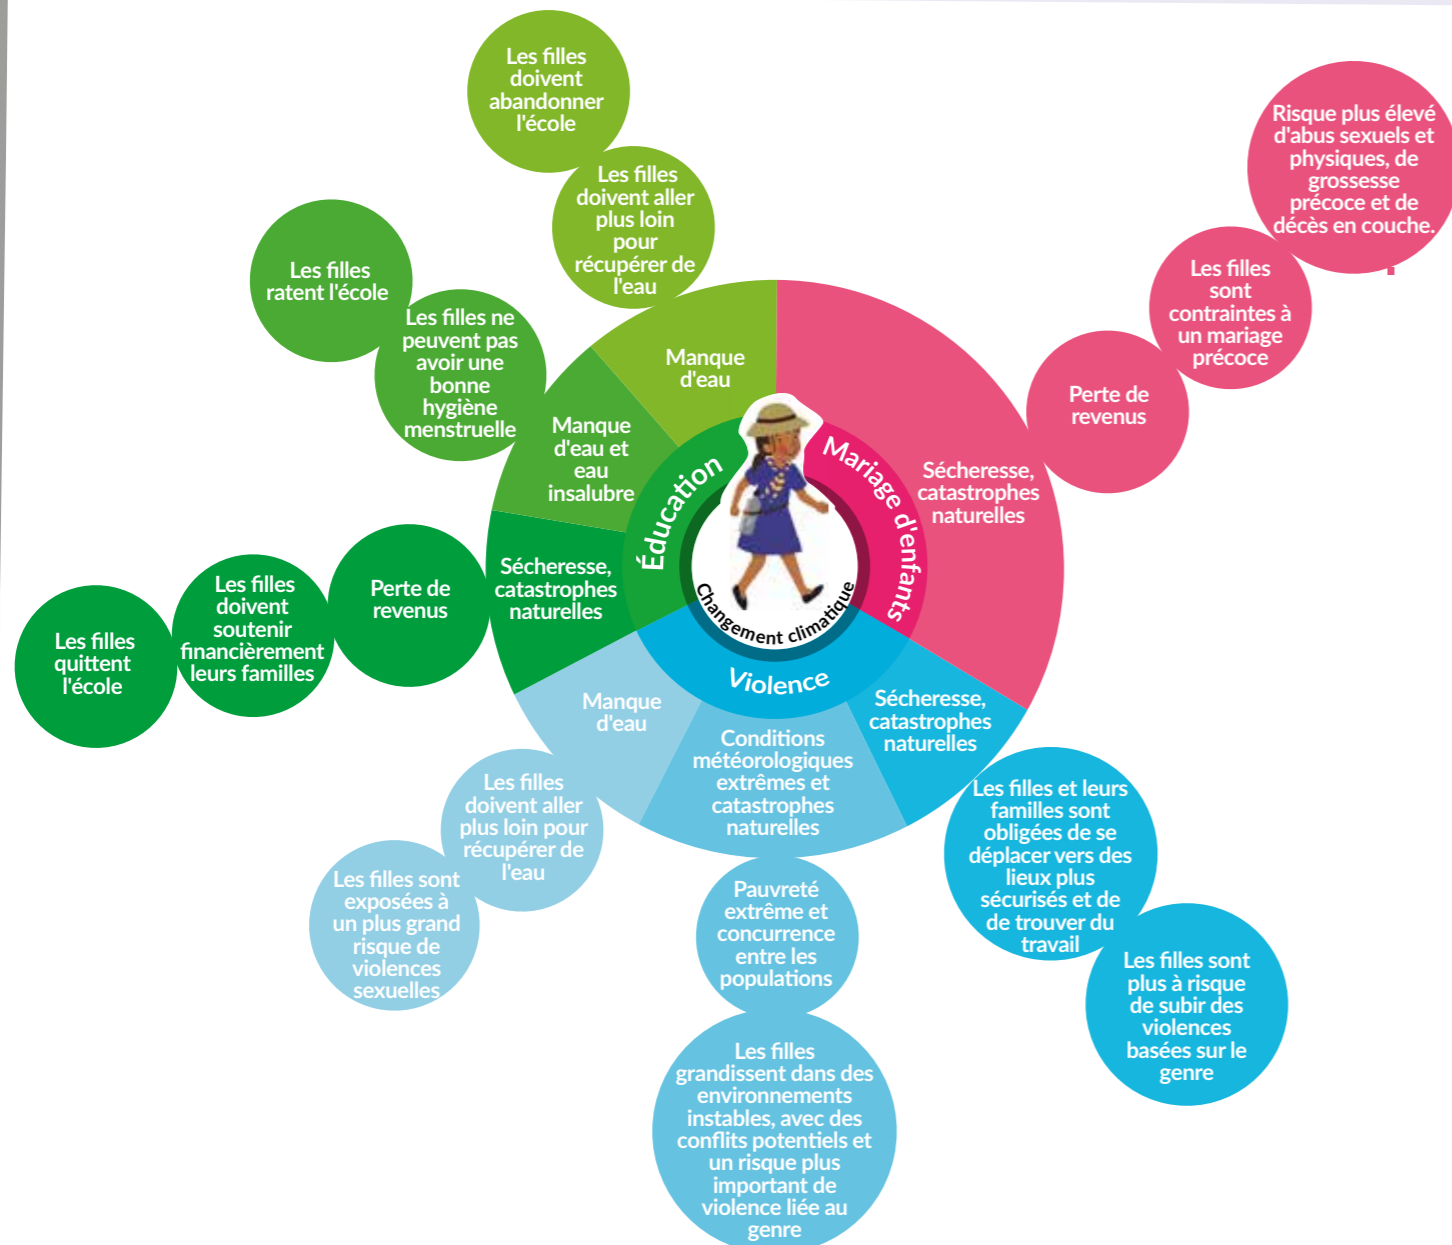 Les filles
doivent
abandonner
l'école
Les filles
doivent aller
plus loin
pour
récupérer de
l'eau
Manque
d'eau
Les filles
ratent l'école
Les filles ne
peuvent pas
avoir une
bonne
hygiène
menstruelle
Manque
d'eau et
eau
insalubre
Les filles
quittent
l'école
Les filles
doivent
soutenir
financièrement
leurs familles
Perte de
revenus
Sécheresse,
catastrophes
naturelles
Éducation
Risque plus élevé
d'abus sexuels et
physiques, de
grossesse
précoce et de
décès en couche.
Les filles
sont
contraintes à
un mariage
précoce
Perte de
revenus
Sécheresse,
catastrophes
naturelles
Mariage d'enfants
Changement climatique
Violence
Manque
d'eau
Les filles
doivent aller
plus loin pour
récupérer de
l'eau
Les filles sont
exposées à
un plus grand
risque de
violences
sexuelles
Conditions
météorologiques
extrêmes et
catastrophes
naturelles
Pauvreté
extrême et
concurrence
entre les
populations
Les filles
grandissent dans des
environnements
instables, avec des
conflits potentiels et
un risque plus
important de
violence liée au
genre
Sécheresse,
catastrophes
naturelles
Les filles et leurs
familles sont
obligées de se
déplacer vers des
lieux plus
sécurisés et de
de trouver du
travail
Les filles sont
plus à risque
de subir des
violences
basées sur le
genre